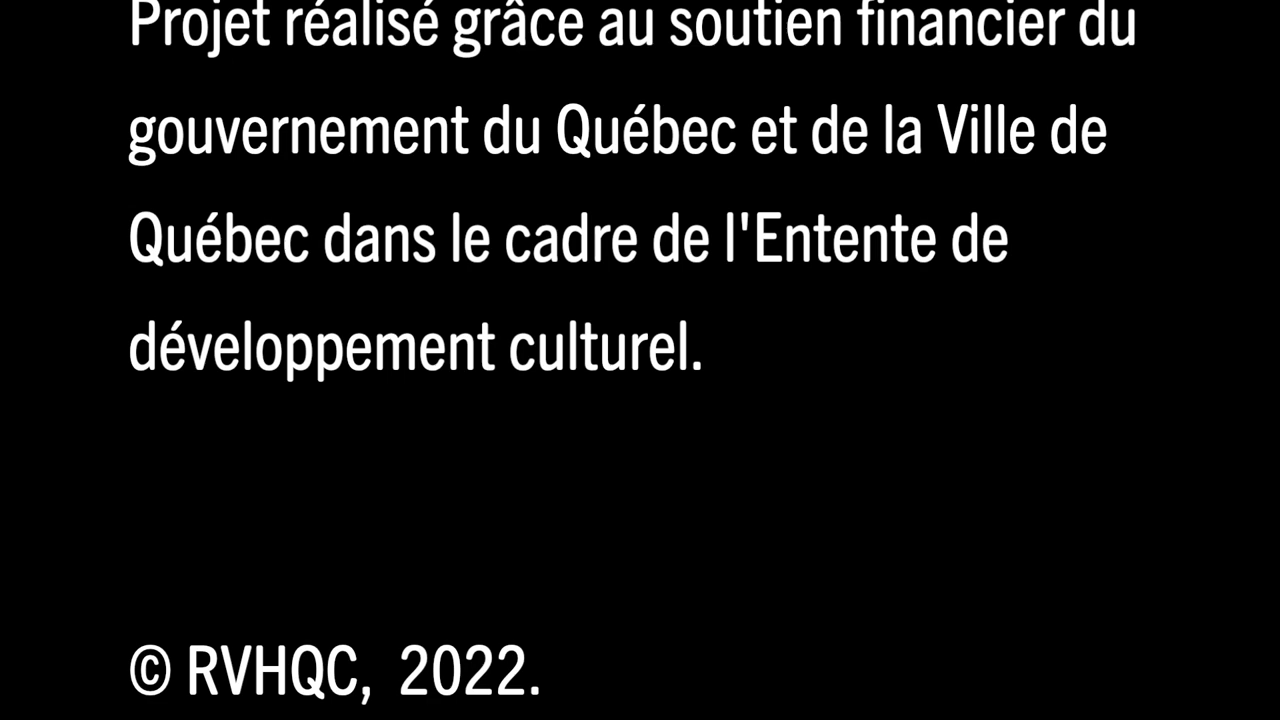 Projet réalisé grâce au soutien financier du
gouvernement du Québec et de la Ville de
Québec dans le cadre de l'Entente de
développement culturel.
© RVHQC, 2022.